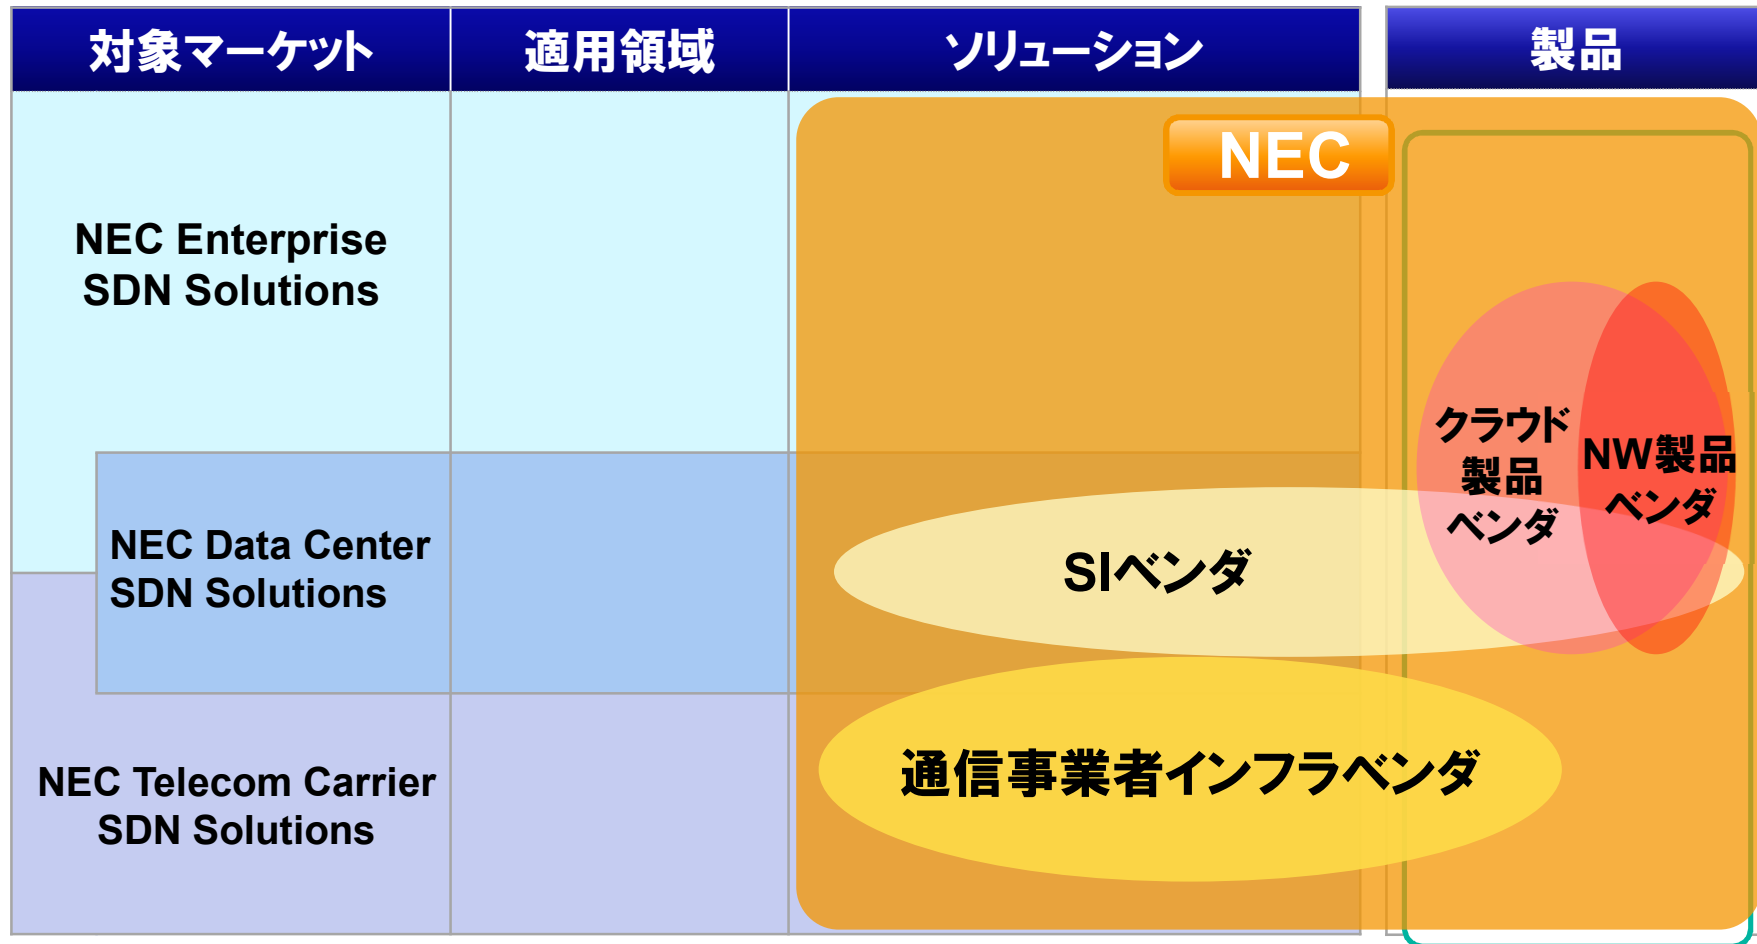 対象マーケット
適用領域
ソリューション
製品
NEC
NEC Enterprise
SDN Solutions
クラウド
製品
ベンダ
NW製品
ベンダ
NEC Data Center
SDN Solutions
SIベンダ
NEC Telecom Carrier
SDN Solutions
通信事業者インフラベンダ